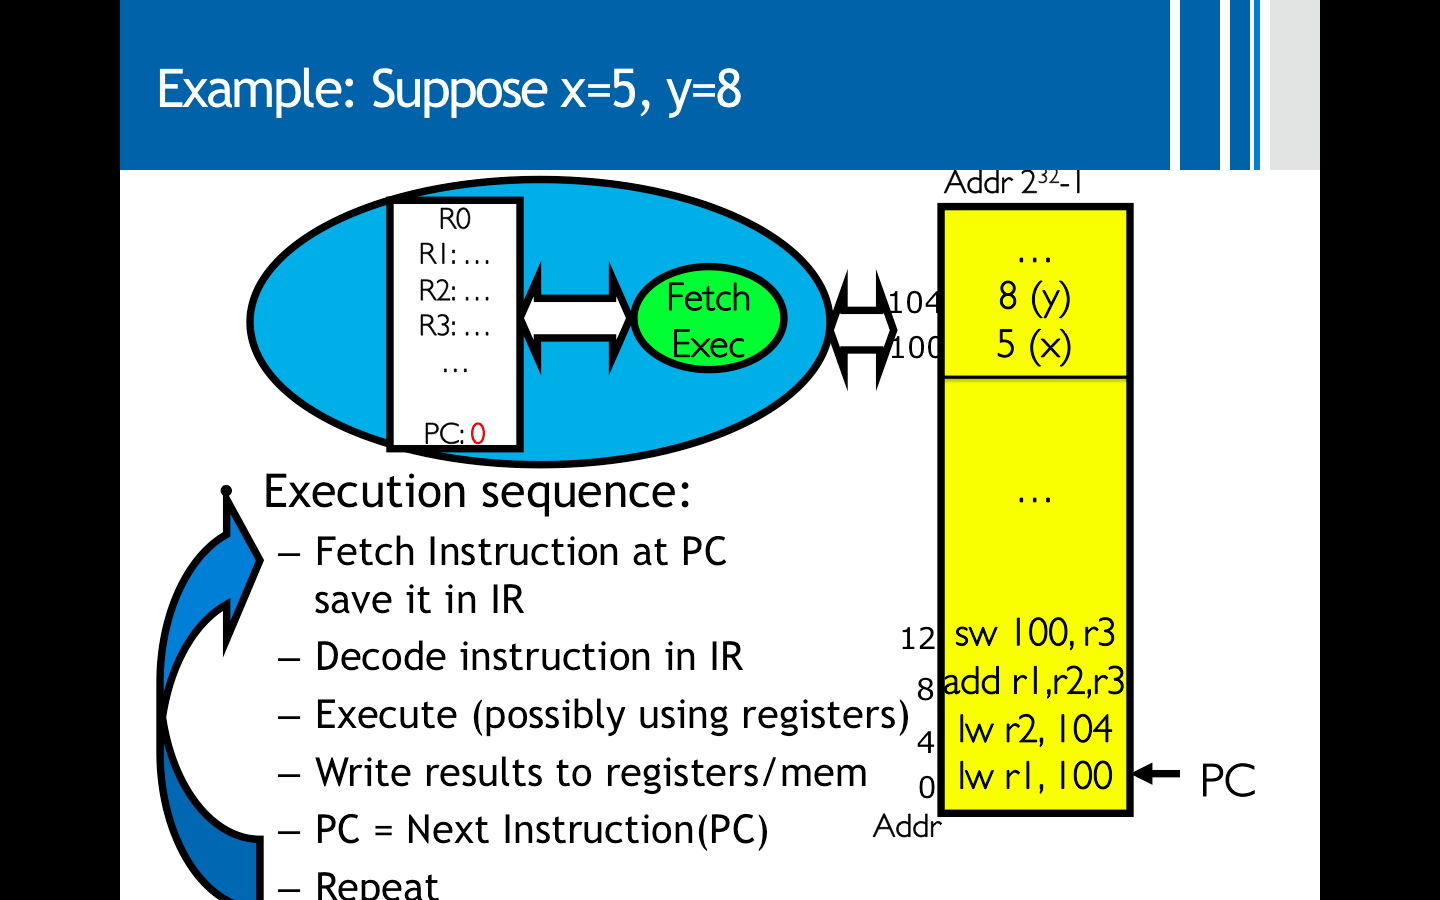 Example: Suppose x=5, y=8
R0
R1: …
R2: …
R3: …
…
PC: 0
Fetch
Exec
Addr 2³²-1
…
104 8 (y)
100 5 (x)
…
12 sw 100, r3
8 add r1,r2,r3
4 lw r2, 104
0 lw r1, 100
PC
Addr
• Execution sequence:
– Fetch Instruction at PC
save it in IR
– Decode instruction in IR
– Execute (possibly using registers)
– Write results to registers/mem
– PC = Next Instruction(PC)
– Repeat